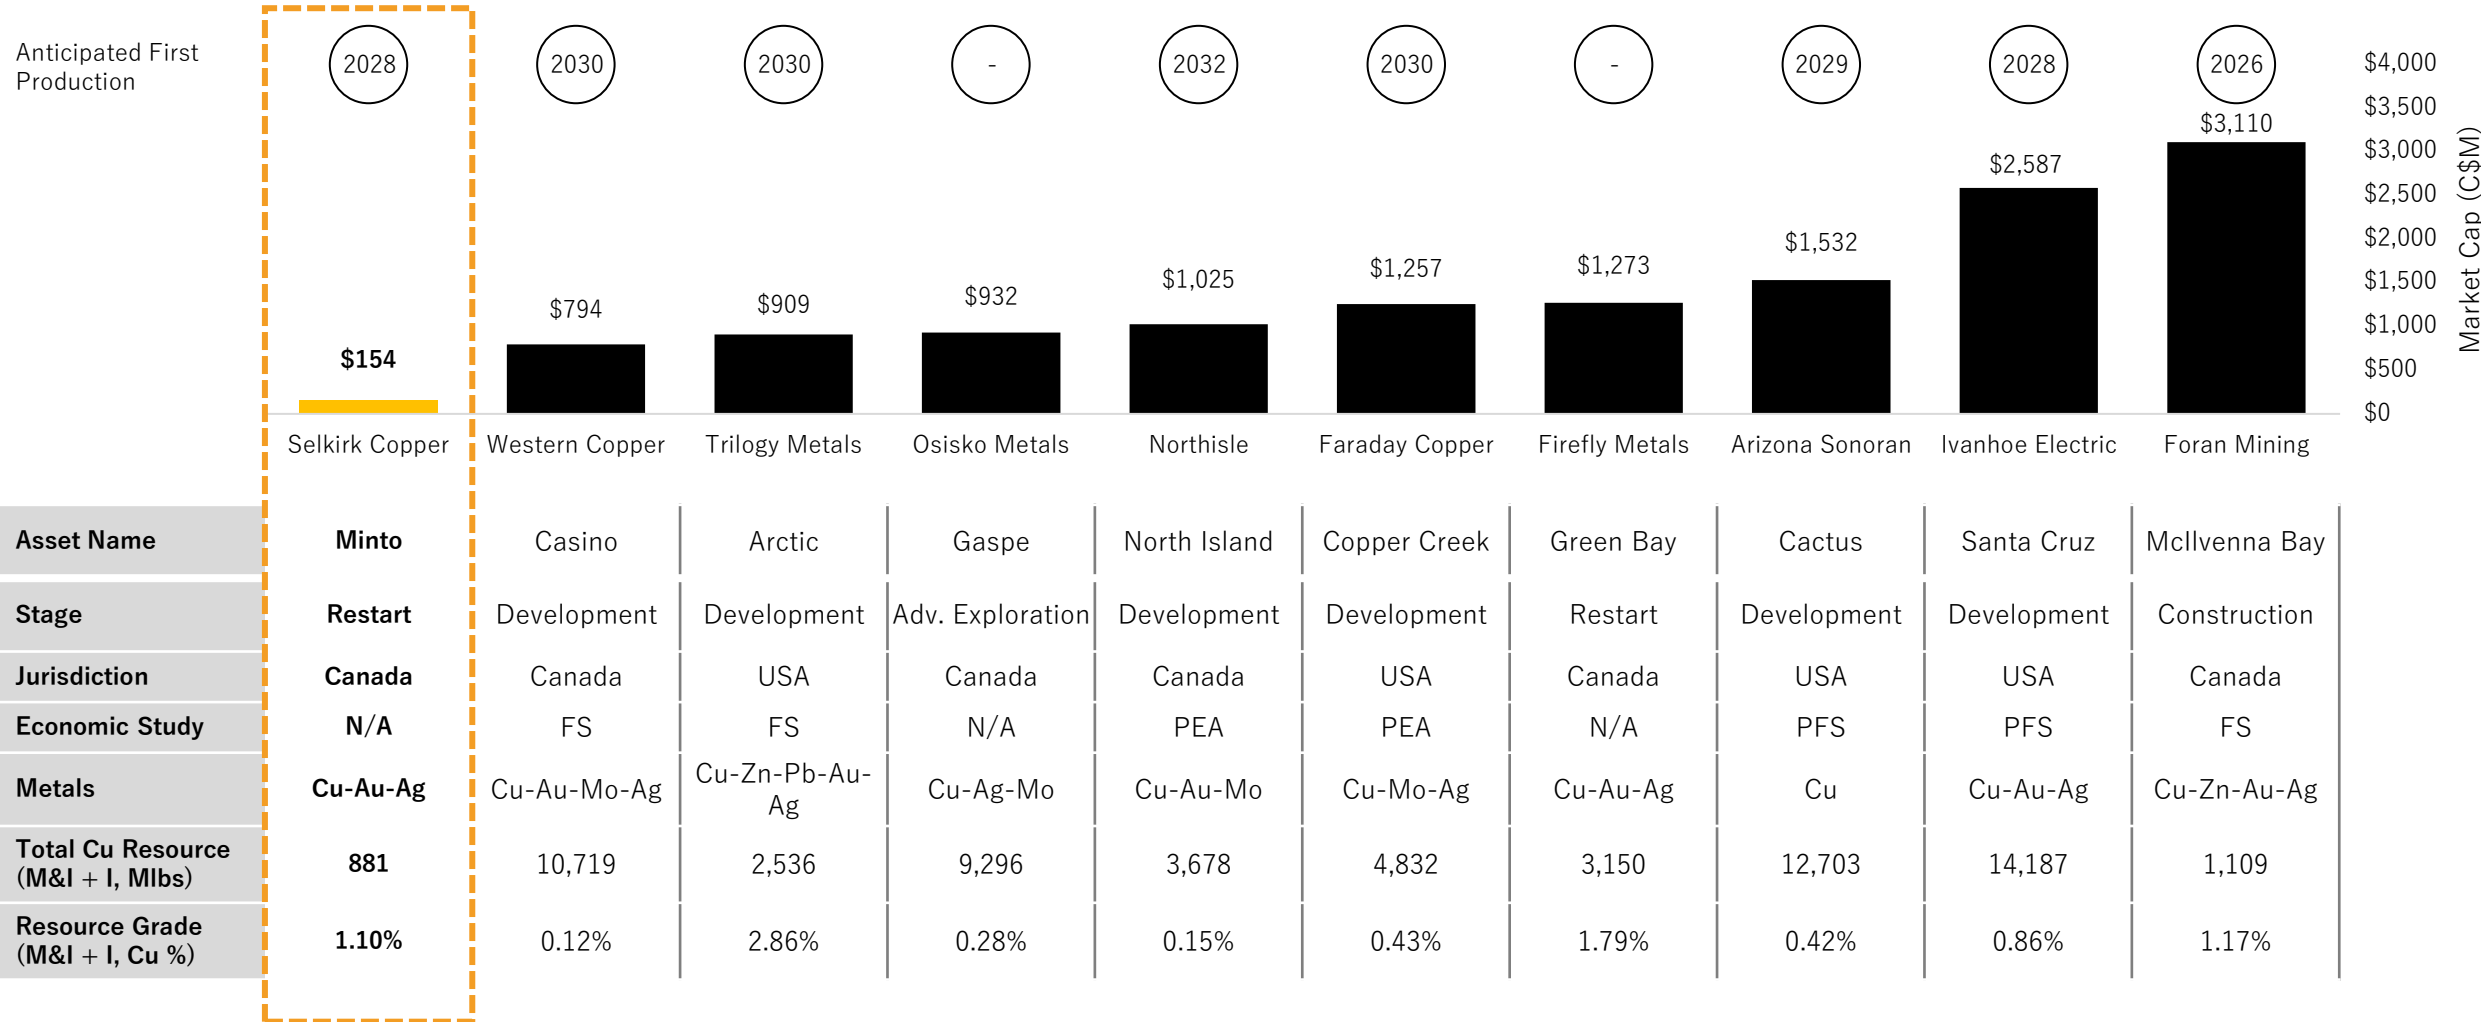 Anticipated First
Production
2028
2030
2030
-
2032
2030
-
2029
2028
2026
$4,000
$3,500
$3,000
$2,500
$2,000
$1,500
$1,000
$500
$0
Market Cap (C$M)
$154
$794
$909
$932
$1,025
$1,257
$1,273
$1,532
$2,587
$3,110
Selkirk Copper
Western Copper
Trilogy Metals
Osisko Metals
Northisle
Faraday Copper
Firefly Metals
Arizona Sonoran
Ivanhoe Electric
Foran Mining
Asset Name
Minto
Casino
Arctic
Gaspe
North Island
Copper Creek
Green Bay
Cactus
Santa Cruz
McIlvenna Bay
Stage
Restart
Development
Development
Adv. Exploration
Development
Development
Restart
Development
Development
Construction
Jurisdiction
Canada
Canada
USA
Canada
Canada
USA
Canada
USA
USA
Canada
Economic Study
N/A
FS
FS
N/A
PEA
PEA
N/A
PFS
PFS
FS
Metals
Cu-Au-Ag
Cu-Au-Mo-Ag
Cu-Zn-Pb-Au-
Ag
Cu-Ag-Mo
Cu-Au-Mo
Cu-Mo-Ag
Cu-Au-Ag
Cu
Cu-Au-Ag
Cu-Zn-Au-Ag
Total Cu Resource
(M&I + I, Mlbs)
881
10,719
2,536
9,296
3,678
4,832
3,150
12,703
14,187
1,109
Resource Grade
(M&I + I, Cu %)
1.10%
0.12%
2.86%
0.28%
0.15%
0.43%
1.79%
0.42%
0.86%
1.17%